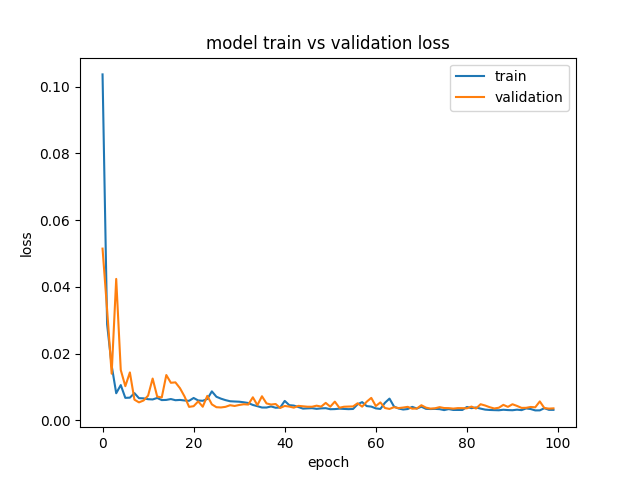 model train vs validation loss
train
validation
0.10
0.08
0.06
0.04
0.02
0.00
loss
0 20 40 60 80 100
epoch